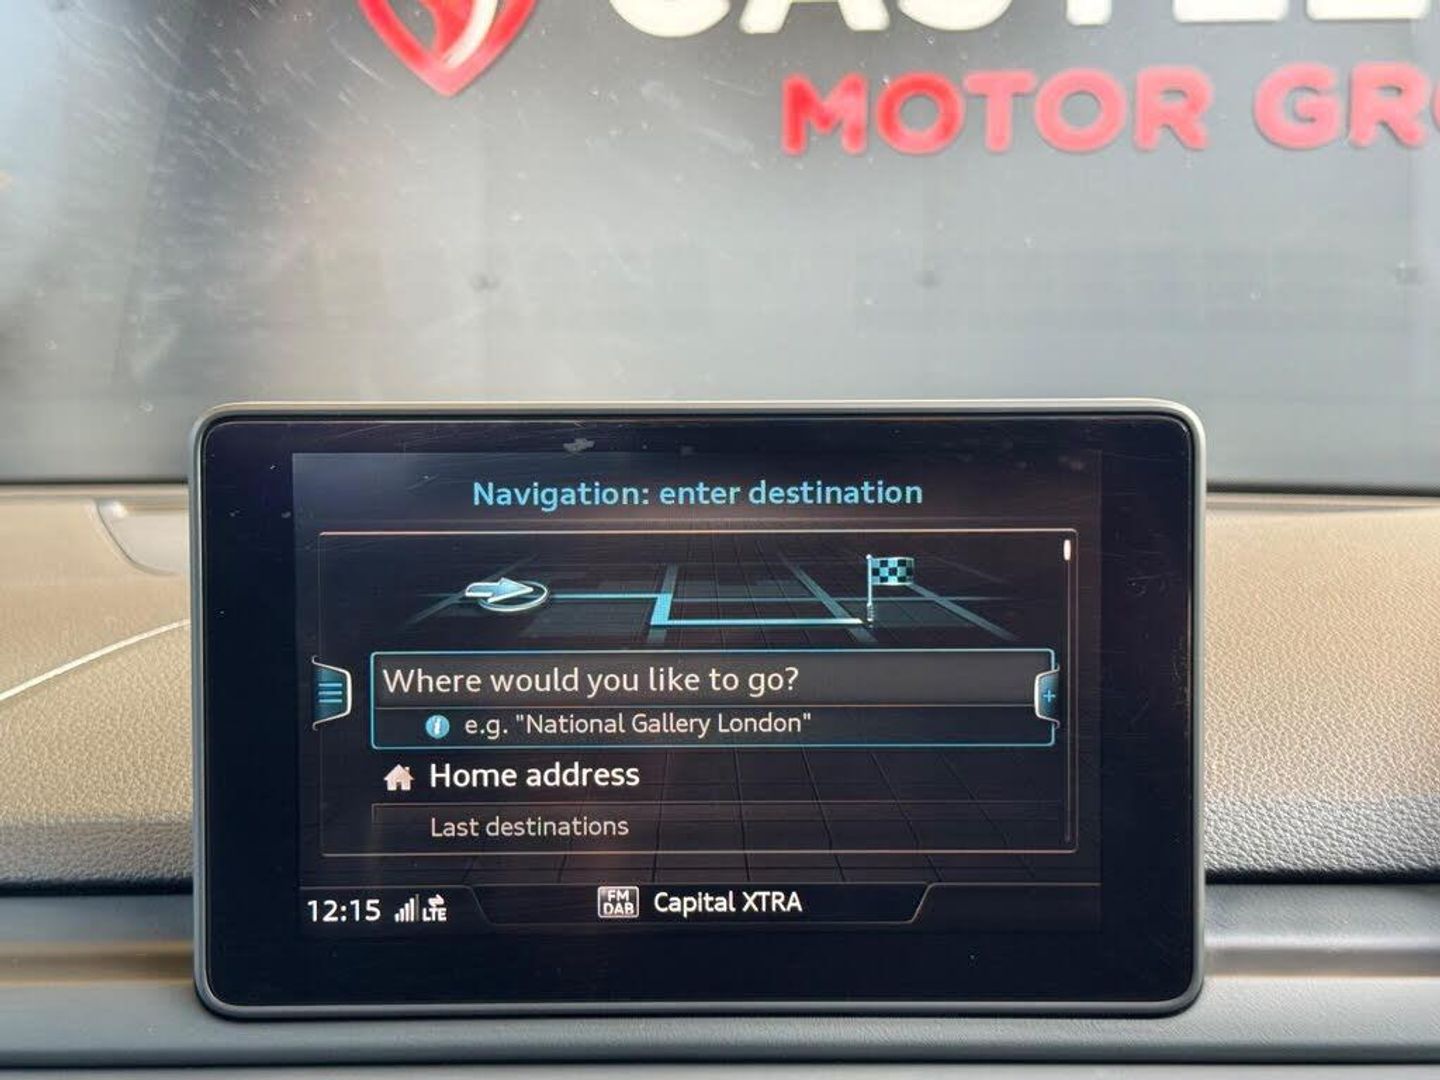 MOTOR
Navigation: enter destination
Where would you like to go?
e.g. "National Gallery London"
Home address
Last destinations
12:15 LTE FM DAB Capital XTRA